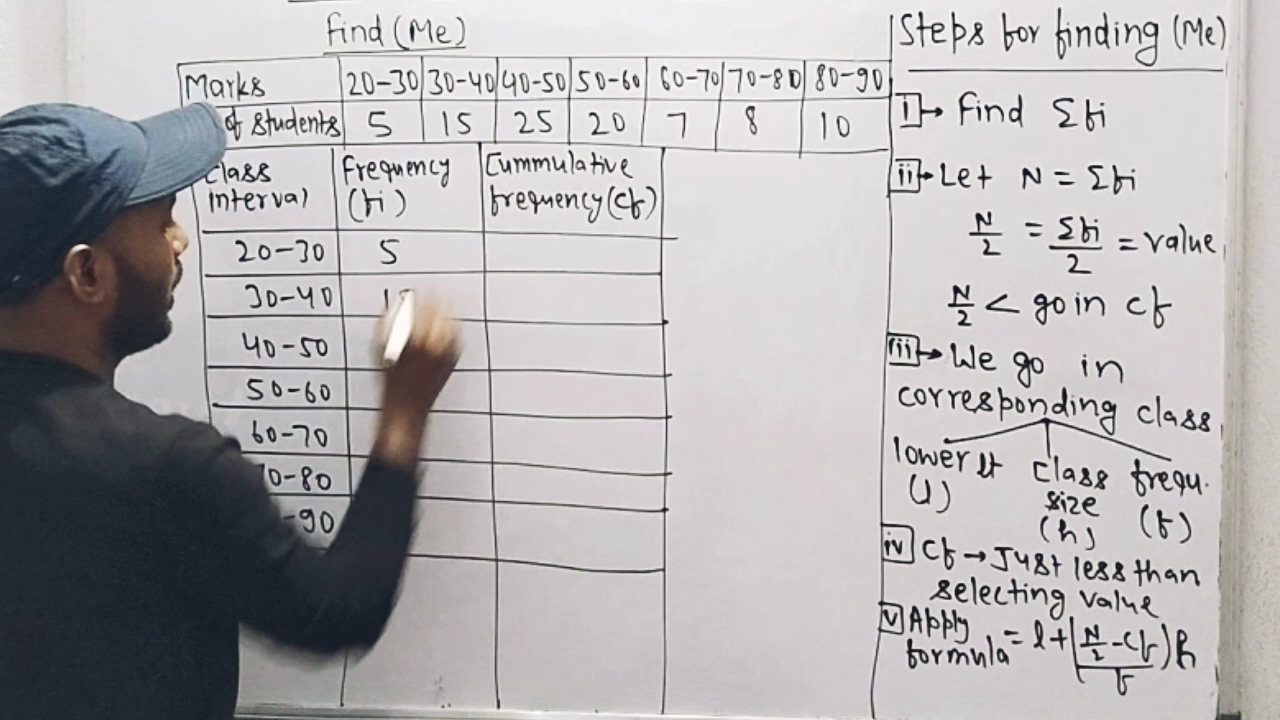 Find (Me)
Marks 20-30 30-40 40-50 50-60 60-70 70-80 80-90
of students 5 15 25 20 7 8 10
Class Interval Frequency (fi) Cummulative frequency (cf)
20-30 5
30-40
40-50
50-60
60-70
0-80
-90
Steps for finding (Me)
i → Find Σfi
ii → Let N = Σfi
N/2 = Σfi/2 = value
N/2 < go in cf
iii → We go in
corresponding class
lower lt (l) class size (h) frequ. (f)
iv cf → Just less than
selecting value
v Apply
formula = l + (N/2 - cf / f) h